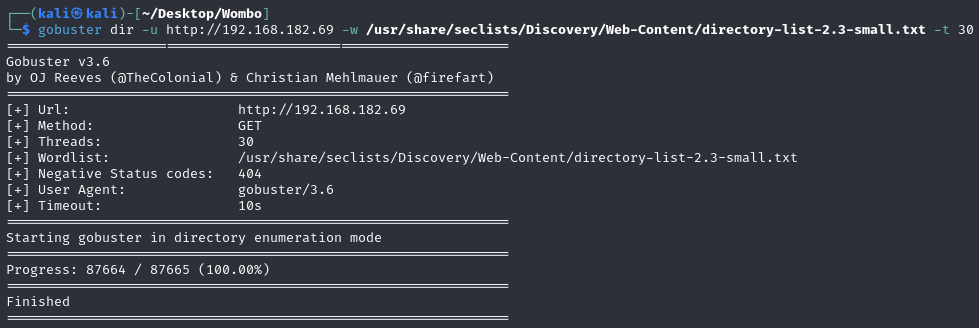 ┌──(kali㉿kali)-[~/Desktop/Wombo]
└─$ gobuster dir -u http://192.168.182.69 -w /usr/share/seclists/Discovery/Web-Content/directory-list-2.3-small.txt -t 30
===============================================================
Gobuster v3.6
by OJ Reeves (@TheColonial) & Christian Mehlmauer (@firefart)
===============================================================
[+] Url:                     http://192.168.182.69
[+] Method:                  GET
[+] Threads:                 30
[+] Wordlist:                /usr/share/seclists/Discovery/Web-Content/directory-list-2.3-small.txt
[+] Negative Status codes:   404
[+] User Agent:              gobuster/3.6
[+] Timeout:                 10s
===============================================================
Starting gobuster in directory enumeration mode
===============================================================
Progress: 87664 / 87665 (100.00%)
===============================================================
Finished
===============================================================